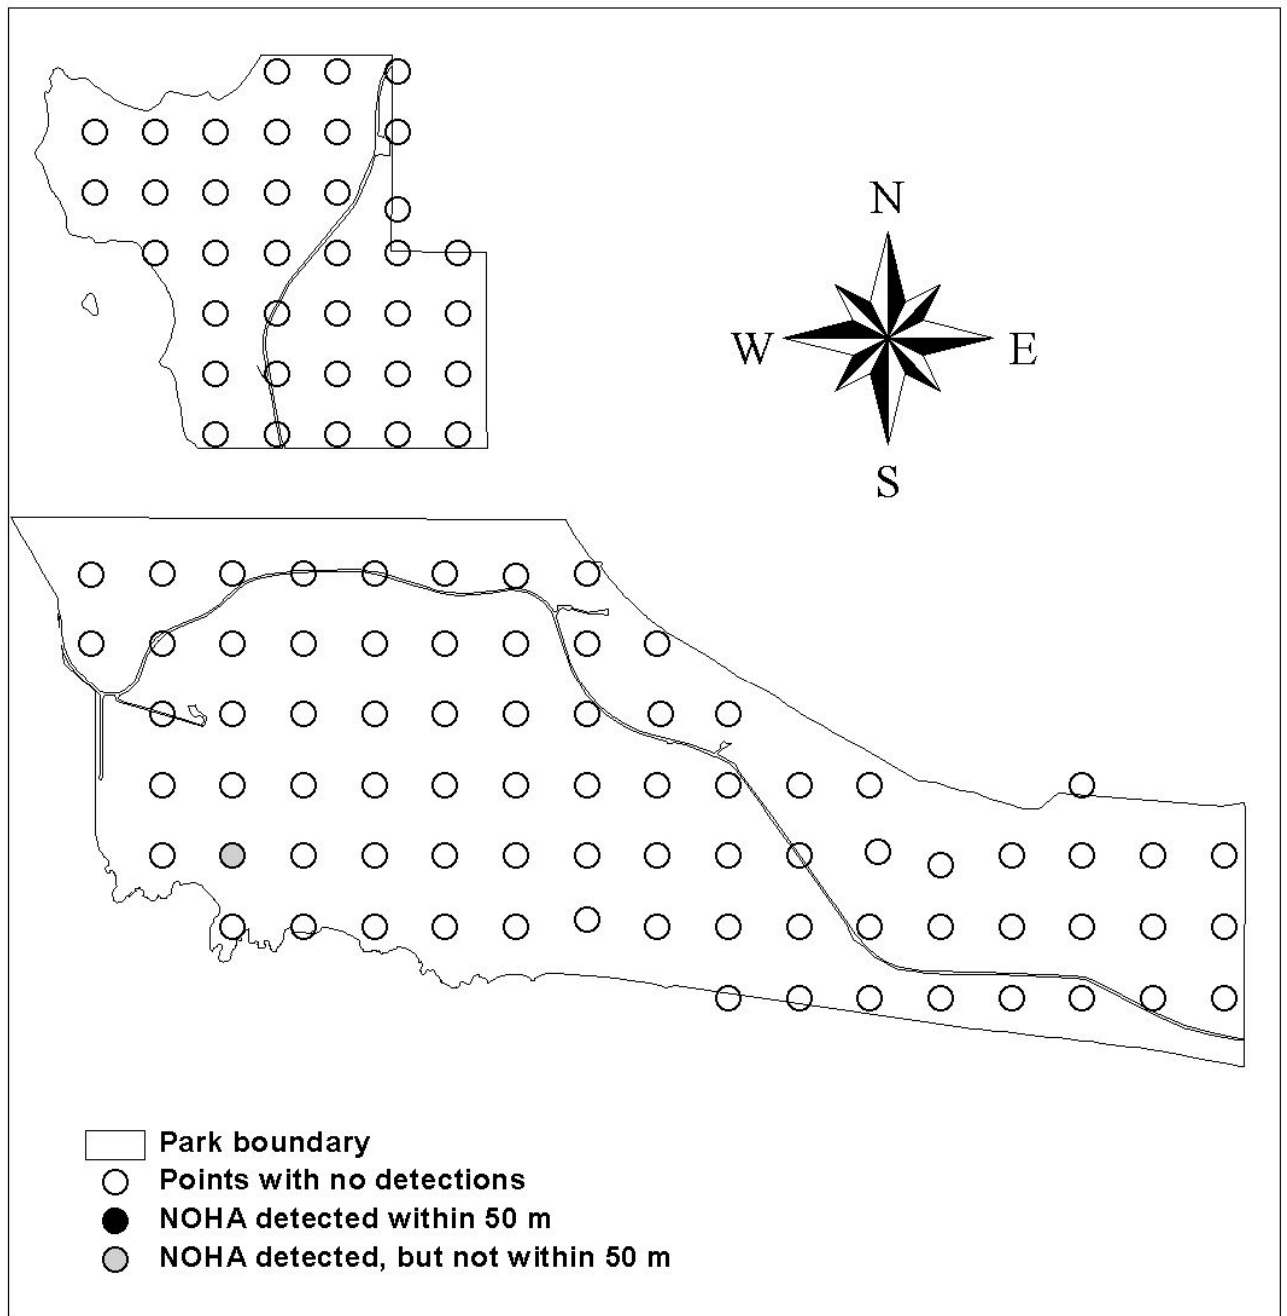 N
W
E
S
Park boundary
Points with no detections
NOHA detected within 50 m
NOHA detected, but not within 50 m